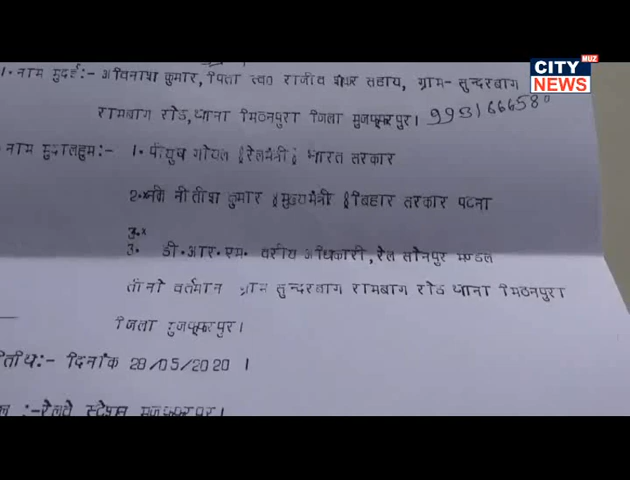 CITY MUZ
NEWS
1. नाम मुदई:- अविनाश कुमार, पिता स्व० राजीव सहाय, ग्राम- सुन्दरबाग
रामबाग रोड, थाना मिठनपुरा जिला मुजफ्फरपुर।
नाम मुदालहुम:- 1. पीयुष गोयल रेलमंत्री भारत सरकार
2. नीतीश कुमार मुख्यमंत्री बिहार सरकार पटना
3.
3. डी.आर.एम. वरीय अधिकारी, रेल सोनपुर मण्डल
तीनो वर्तमान ग्राम सुन्दरबाग रामबाग रोड थाना मिठनपुरा
जिला मुजफ्फरपुर।
तीथि:- दिनांक 28/05/2020 ।
:-रेलवे स्टेशन मुजफ्फरपुर।